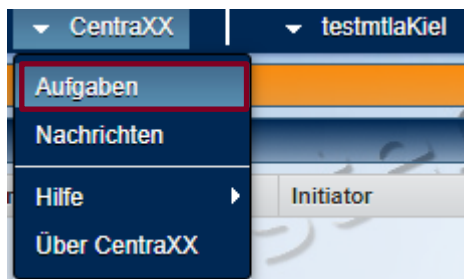 CentraXX testmtlaKiel
Aufgaben
Nachrichten
Hilfe Initiator
Über CentraXX